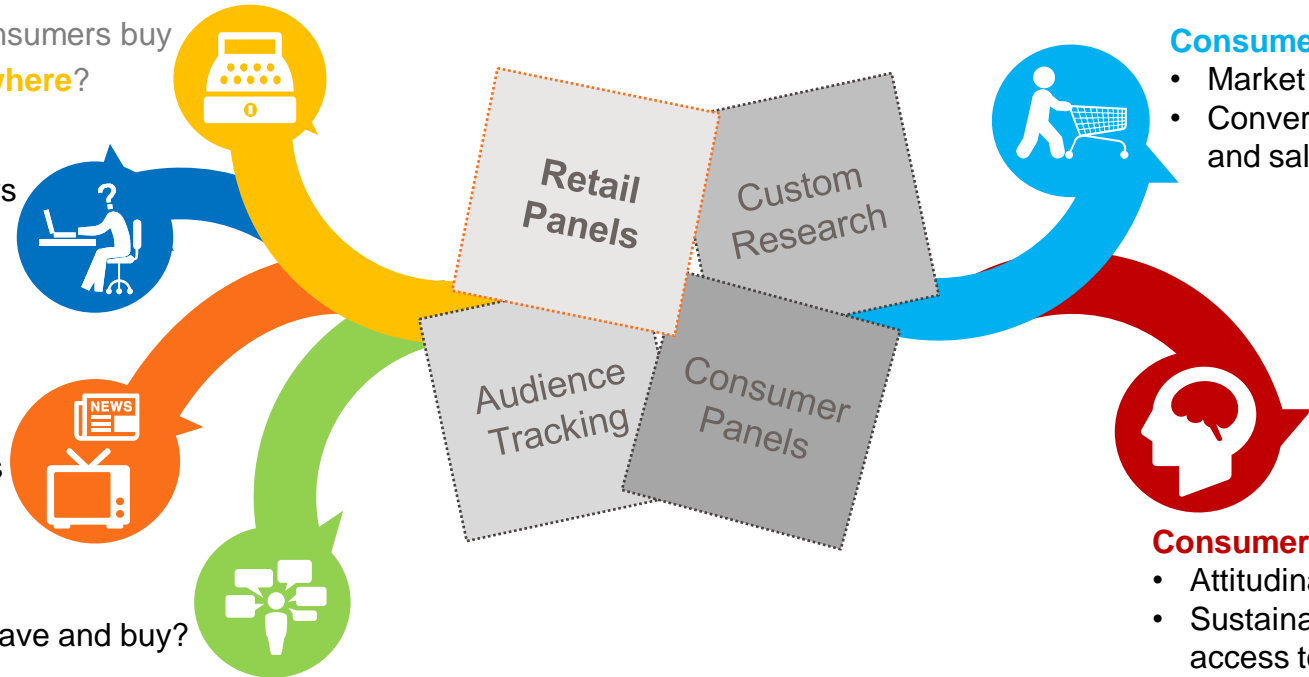 nsumers buy
where?
s
?
NEWS
s
ave and buy?
Retail
Panels
Custom
Research
Audience
Tracking
Consumer
Panels
Consume
• Market
• Conver
and sal
Consumer
• Attitudina
• Sustaina
access t